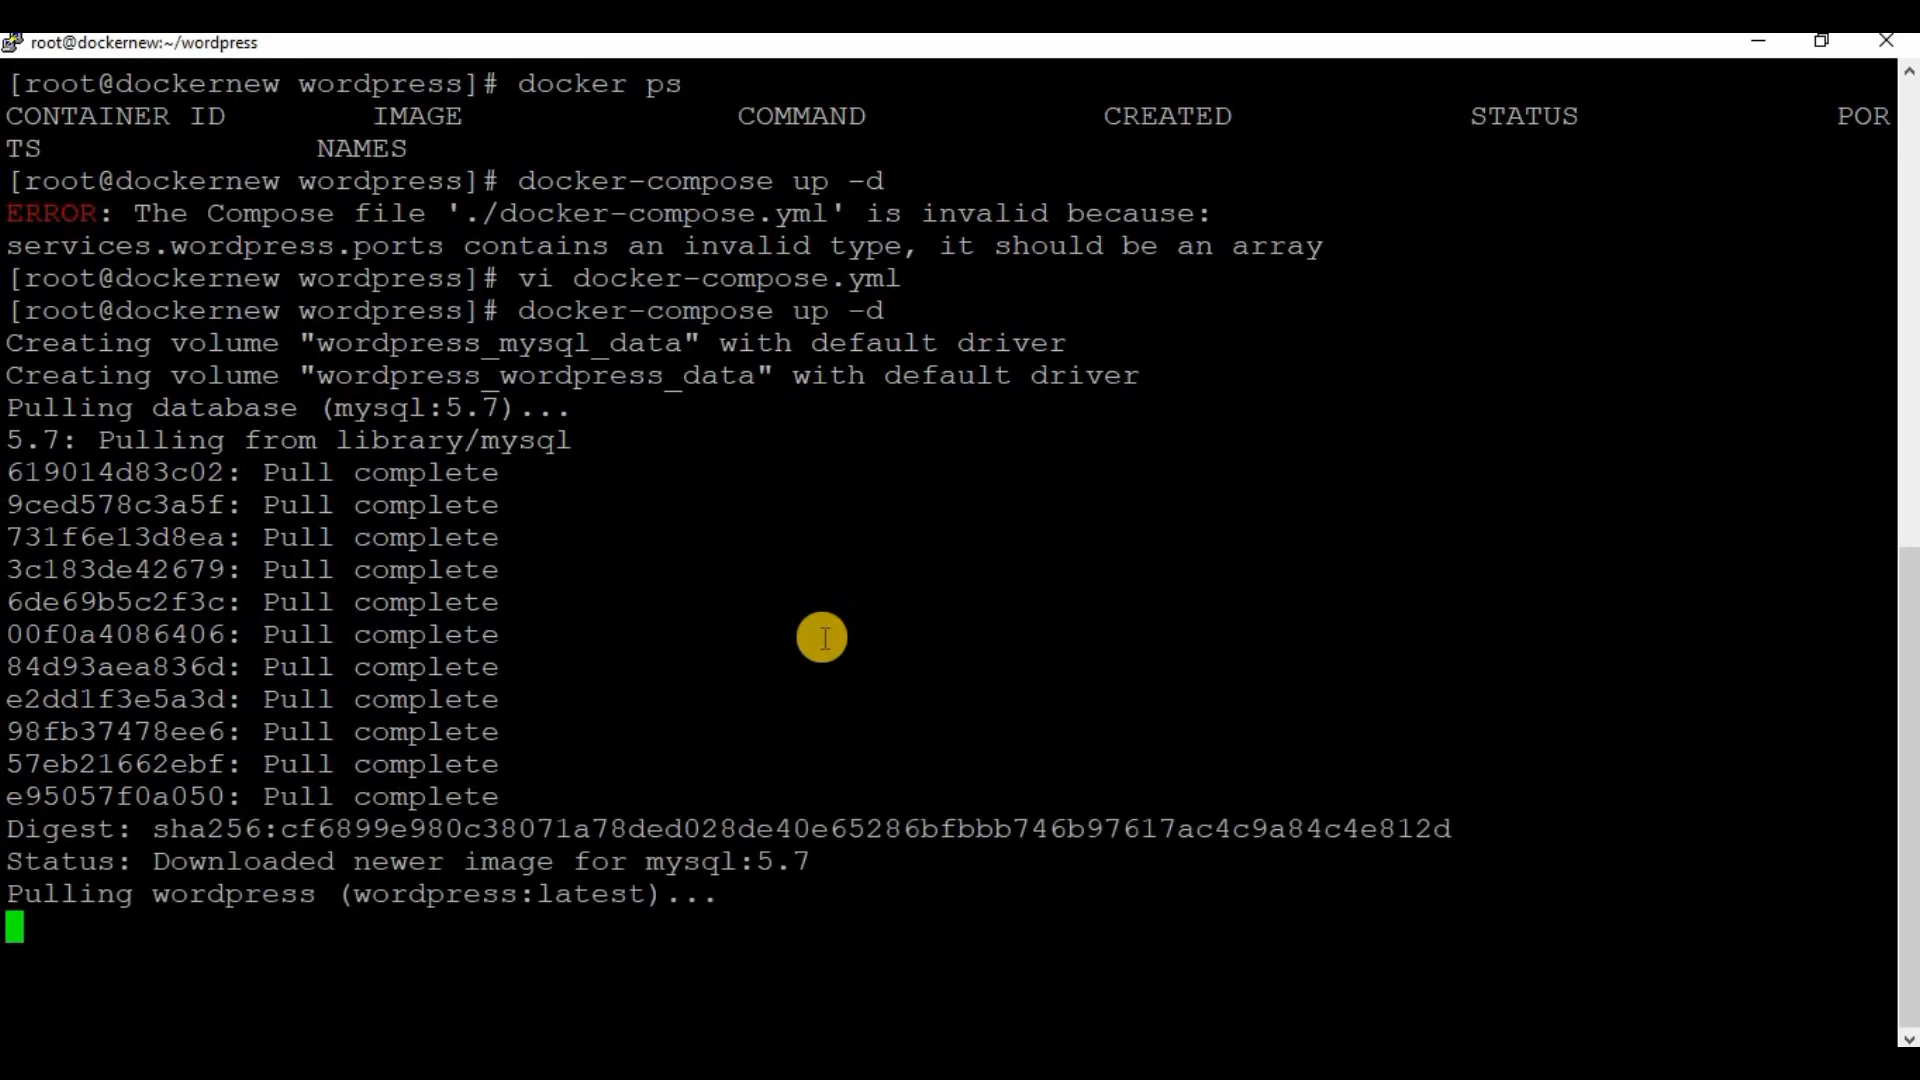 root@dockernew:~/wordpress
[root@dockernew wordpress]# docker ps
CONTAINER ID        IMAGE               COMMAND             CREATED             STATUS              POR
TS                 NAMES
[root@dockernew wordpress]# docker-compose up -d
ERROR: The Compose file './docker-compose.yml' is invalid because:
services.wordpress.ports contains an invalid type, it should be an array
[root@dockernew wordpress]# vi docker-compose.yml
[root@dockernew wordpress]# docker-compose up -d
Creating volume "wordpress_mysql_data" with default driver
Creating volume "wordpress_wordpress_data" with default driver
Pulling database (mysql:5.7)...
5.7: Pulling from library/mysql
619014d83c02: Pull complete
9ced578c3a5f: Pull complete
731f6e13d8ea: Pull complete
3c183de42679: Pull complete
6de69b5c2f3c: Pull complete
00f0a4086406: Pull complete
84d93aea836d: Pull complete
e2dd1f3e5a3d: Pull complete
98fb37478ee6: Pull complete
57eb21662ebf: Pull complete
e95057f0a050: Pull complete
Digest: sha256:cf6899e980c38071a78ded028de40e65286bfbbb746b97617ac4c9a84c4e812d
Status: Downloaded newer image for mysql:5.7
Pulling wordpress (wordpress:latest)...